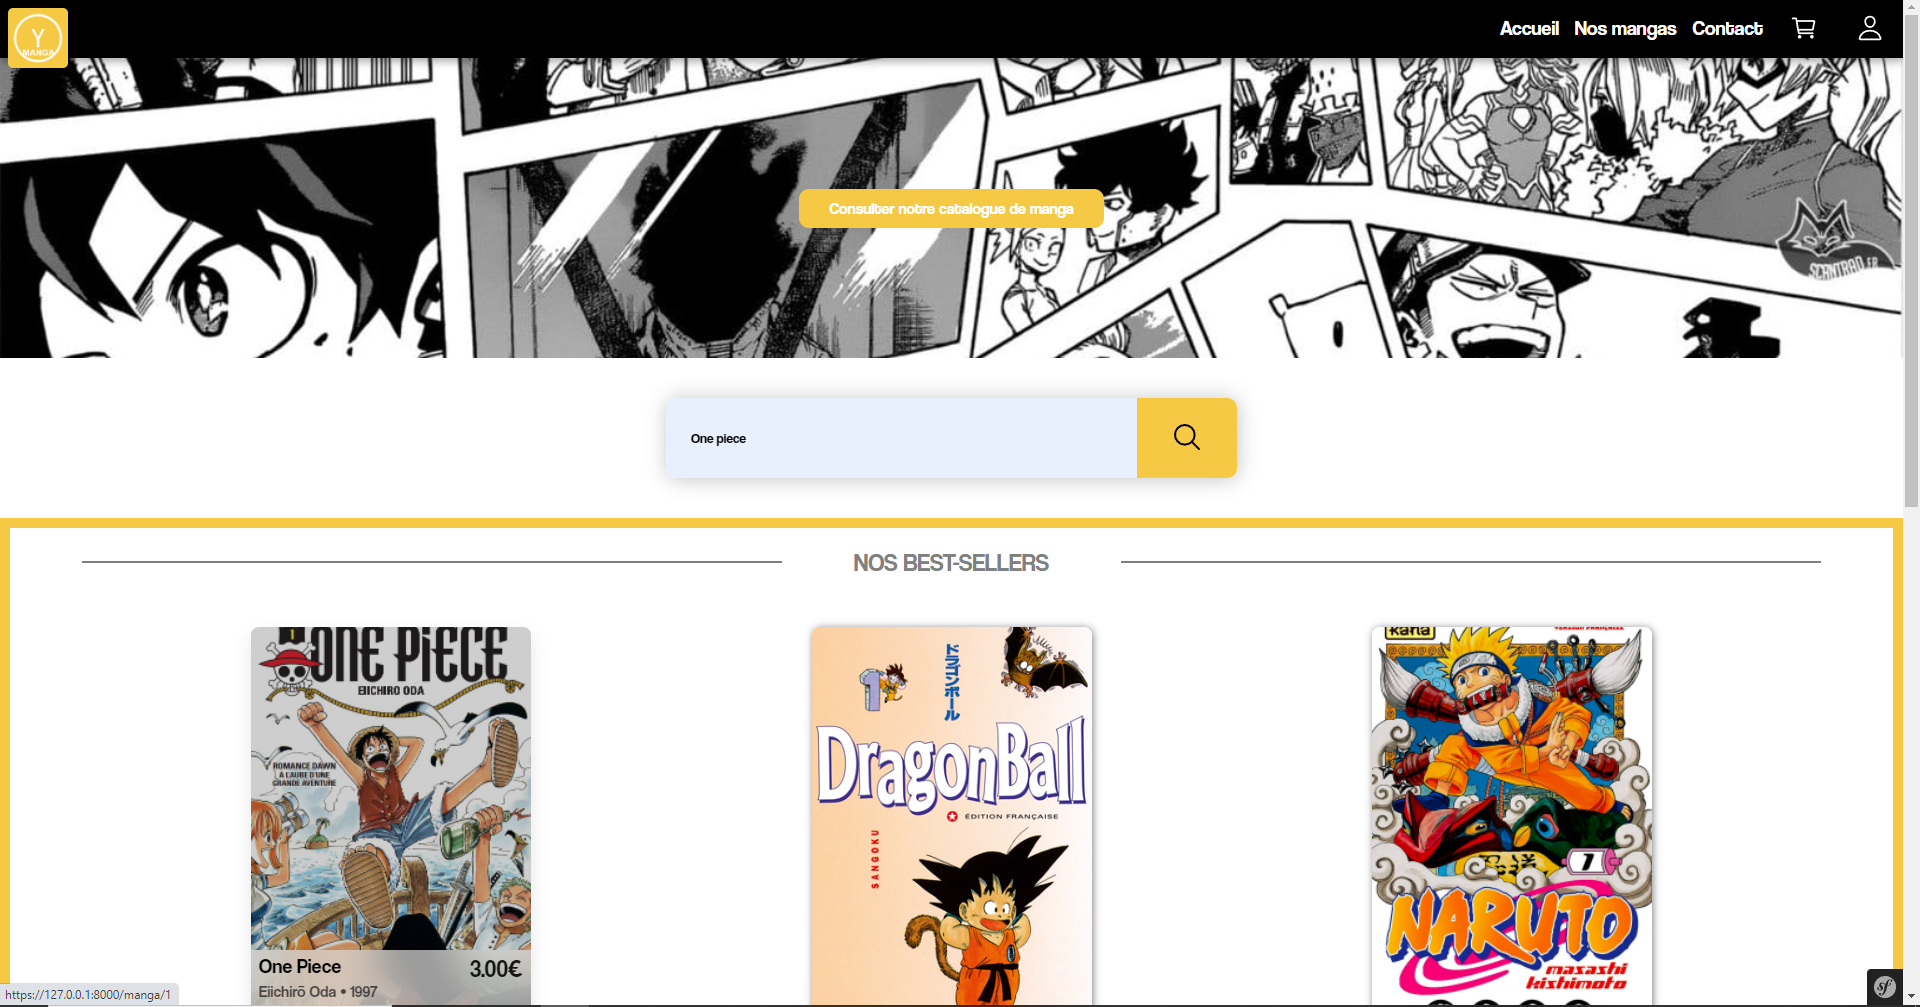 Y
MANGA
Accueil Nos mangas Contact
Consulter notre catalogue de manga
SCANTRAD.FR
One piece
NOS BEST-SELLERS
1
ONE PIECE
EIICHIRO ODA
ROMANCE DAWN
À L'AUBE D'UNE
GRANDE AVENTURE
One Piece 3.00€
Eiichirō Oda • 1997
1
ドラゴンボール
DragonBall
ÉDITION FRANÇAISE
SANGOKU
kana
VERSION FRANÇAISE
1
NARUTO
masashi
kishimoto
https://127.0.0.1:8000/manga/1
sf